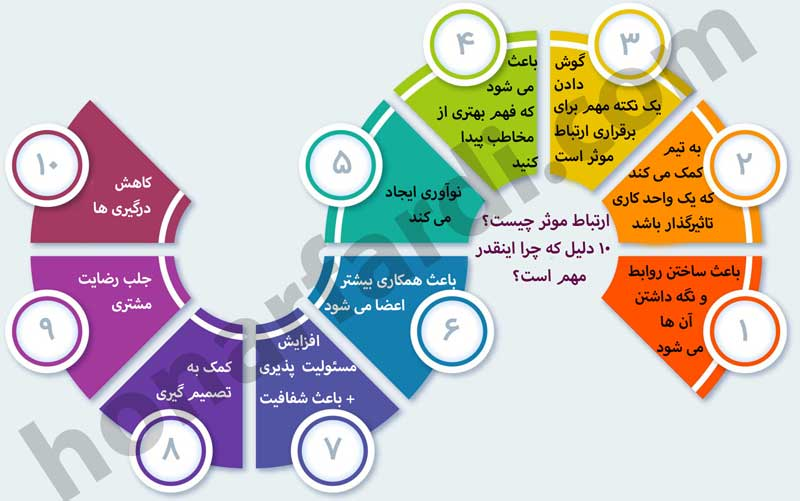 ارتباط موثر چیست؟
۱۰ دلیل که چرا اینقدر
مهم است؟
۱
باعث ساختن روابط
و نگه داشتن
آن ها
می شود
۲
به تیم
کمک می کند
که یک واحد کاری
تاثیرگذار باشد
۳
گوش
دادن
یک نکته مهم برای
برقراری ارتباط
موثر است
۴
باعث
می شود
که فهم بهتری از
مخاطب پیدا
کنید
۵
نوآوری ایجاد
می کند
۶
باعث همکاری بیشتر
اعضا می شود
۷
افزایش
مسئولیت پذیری
+ باعث شفافیت
۸
کمک به
تصمیم گیری
۹
جلب رضایت
مشتری
۱۰
کاهش
درگیری ها
honarfardi.com